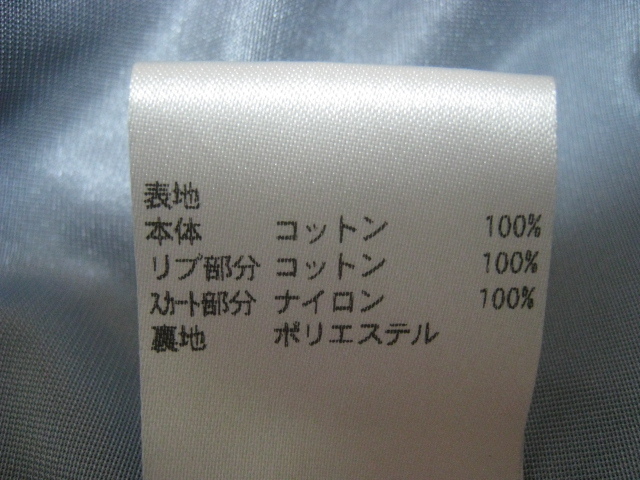 表地
本体 コットン 100%
リブ部分 コットン 100%
スカート部分 ナイロン 100%
裏地 ポリエステル